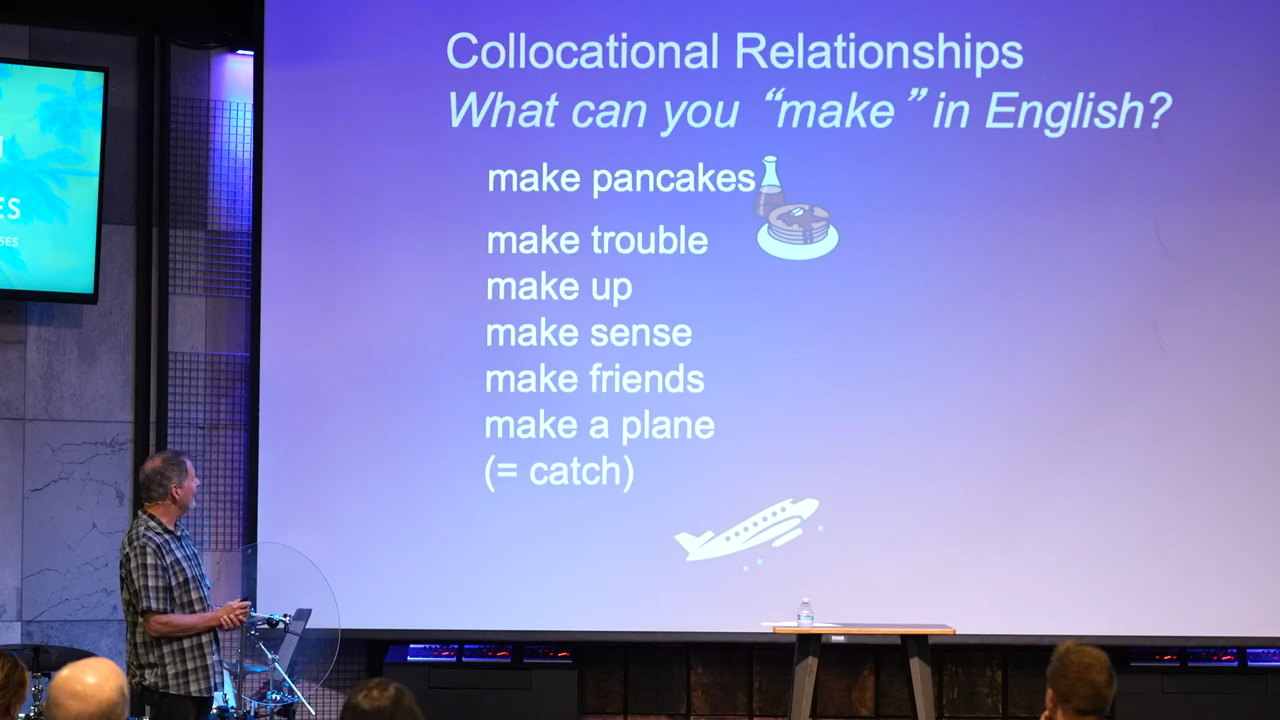 Collocational Relationships
What can you “make” in English?
make pancakes
make trouble
make up
make sense
make friends
make a plane
(= catch)
ES